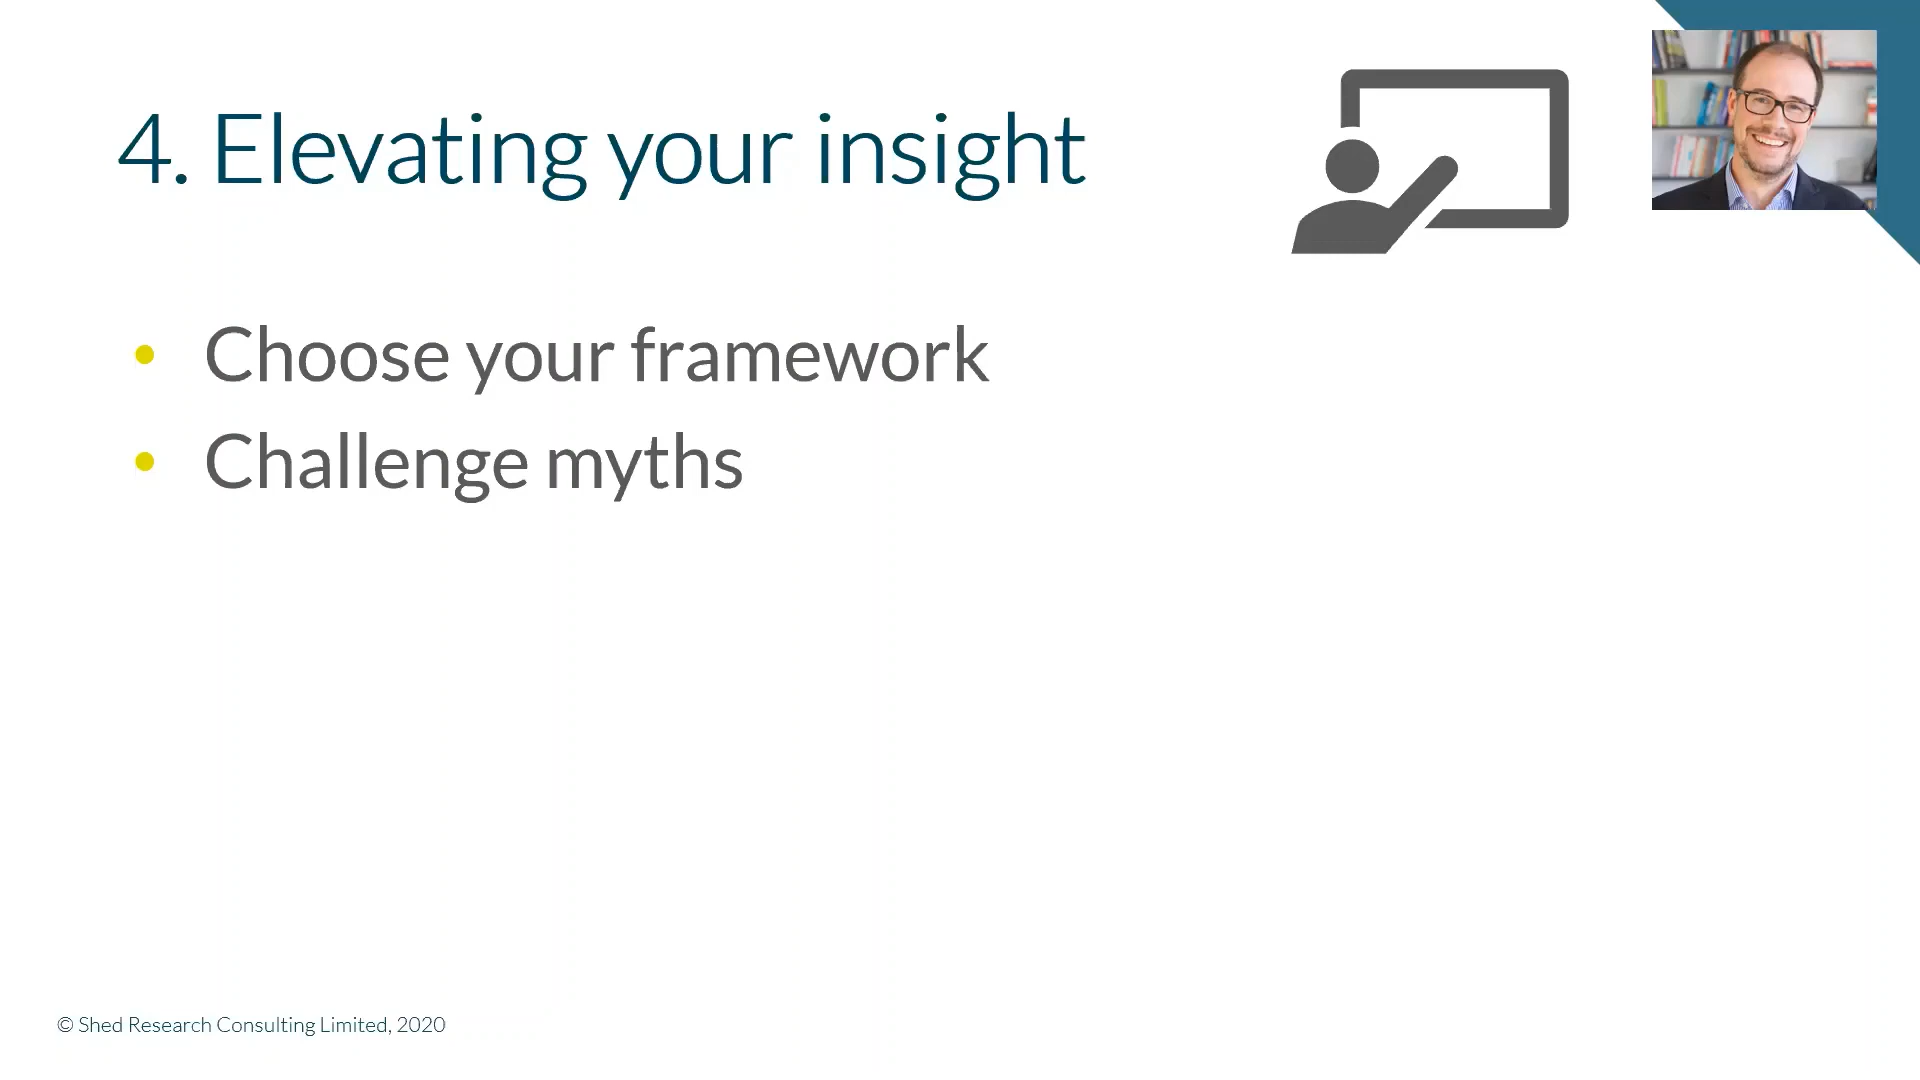 4. Elevating your insight
• Choose your framework
• Challenge myths
© Shed Research Consulting Limited, 2020